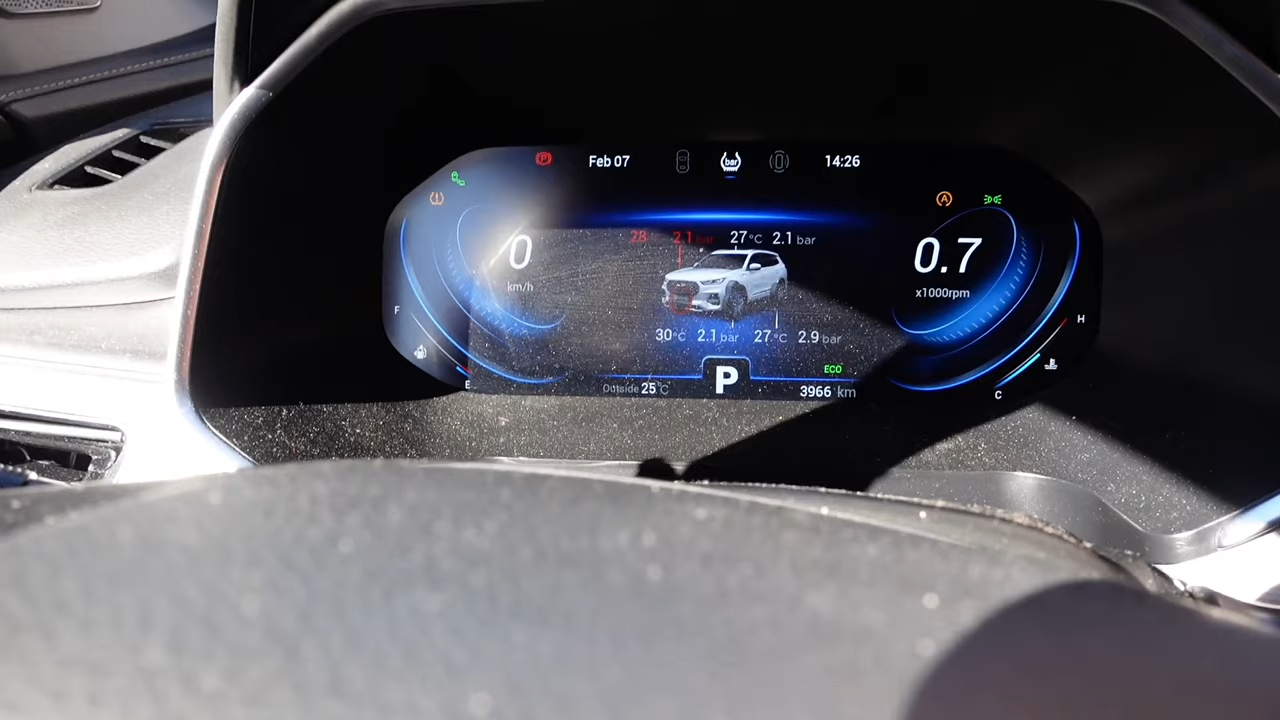 Feb 07 bar 14:26
A
28 2.1 bar 27°C 2.1 bar
0 0.7
km/h x1000rpm
F H
30°C 2.1 bar 27°C 2.9 bar
P
ECO
E Outside 25°C 3966 km
C